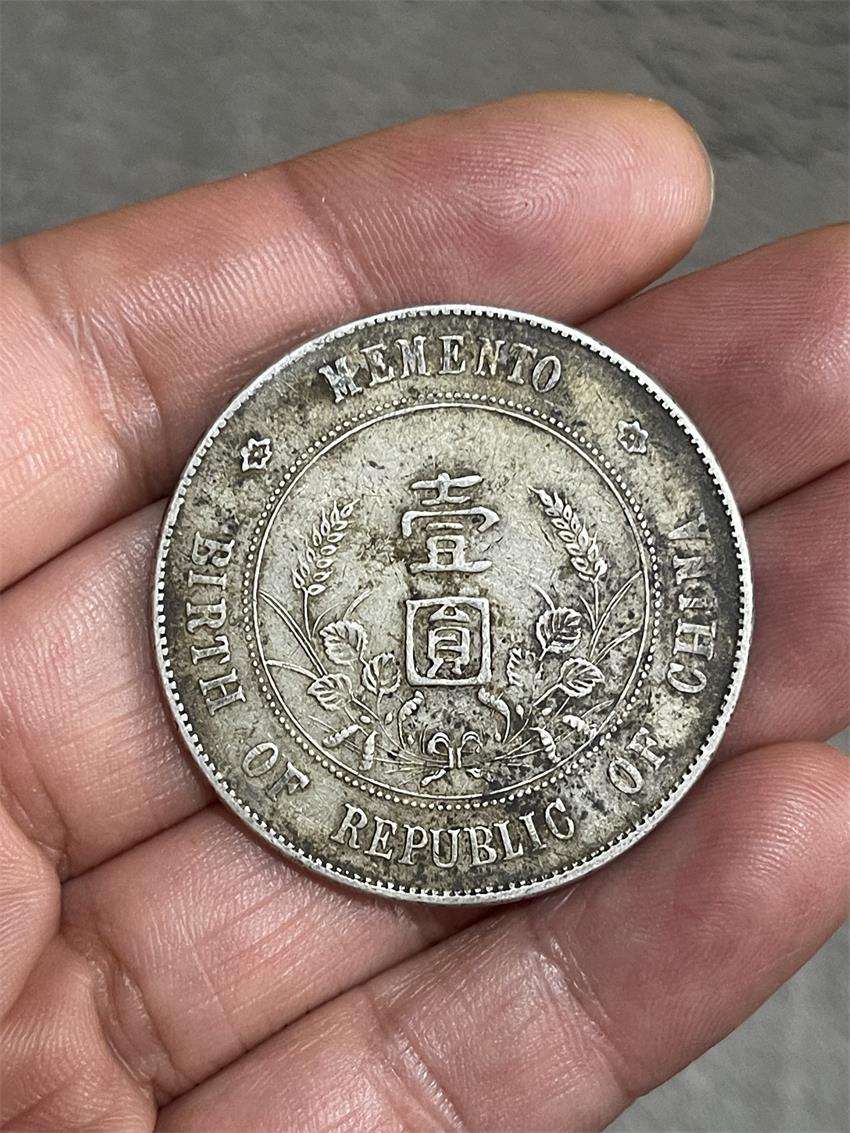 MEMENTO
壹
圓
BIRTH OF REPUBLIC OF CHINA